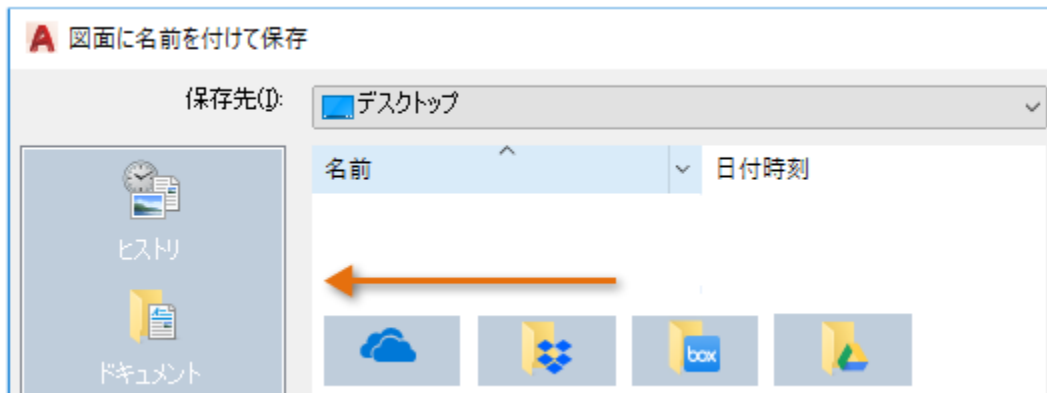 図面に名前を付けて保存
保存先(I):
デスクトップ
名前
日付時刻
ヒストリ
ドキュメント
box